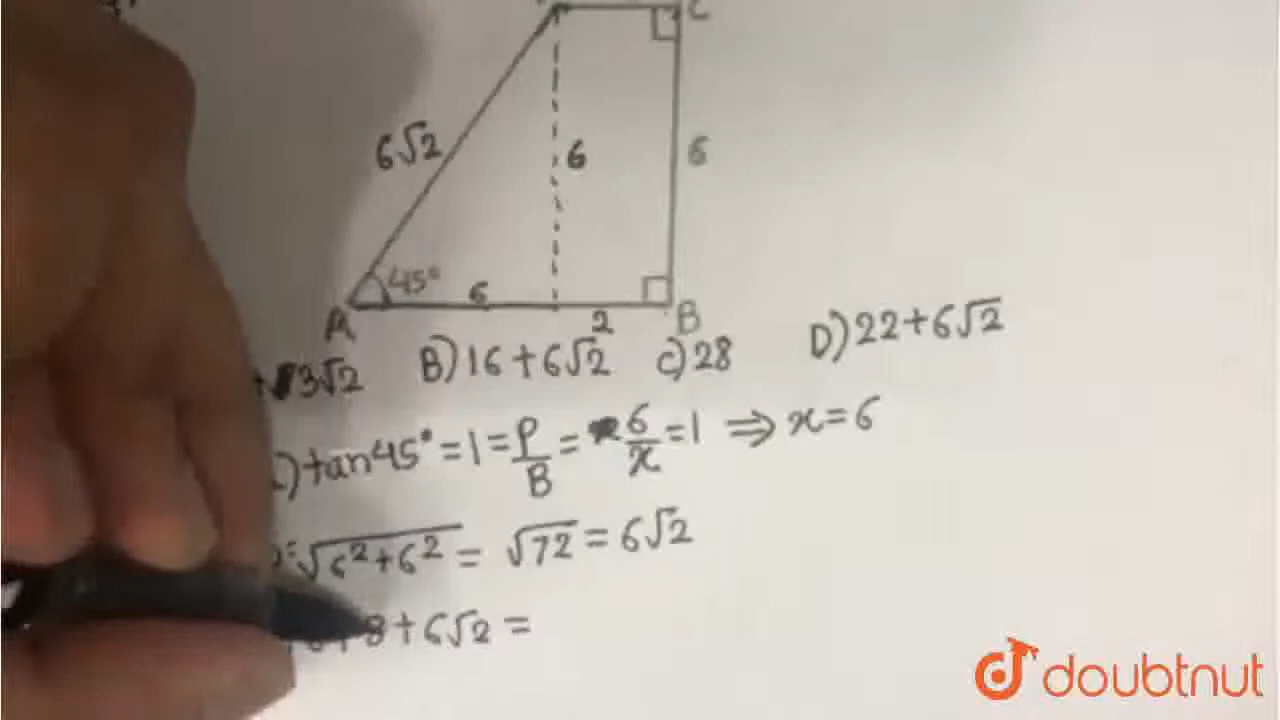 C
6√2
6
6
45°
6
A
2
B
3√2 B) 16+6√2 C) 28 D) 22+6√2
) tan45° = 1 = P/B = 6/x = 1 ⇒ x = 6
= √6²+6² = √72 = 6√2
8+6√2 =
doubtnut